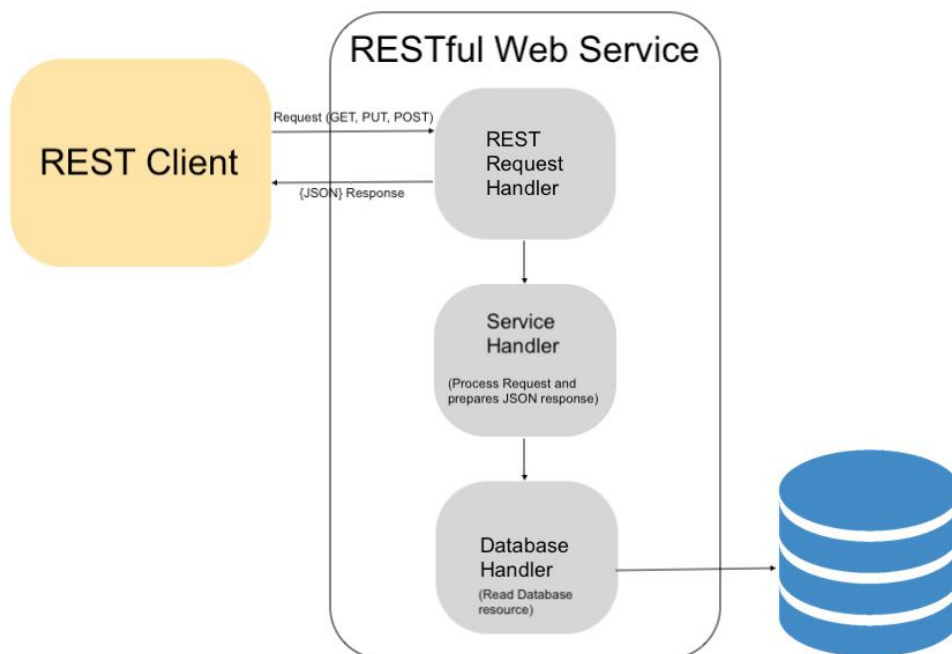 RESTful Web Service
REST Client
Request (GET, PUT, POST)
{JSON} Response
REST
Request
Handler
Service
Handler
(Process Request and
prepares JSON response)
Database
Handler
(Read Database
resource)